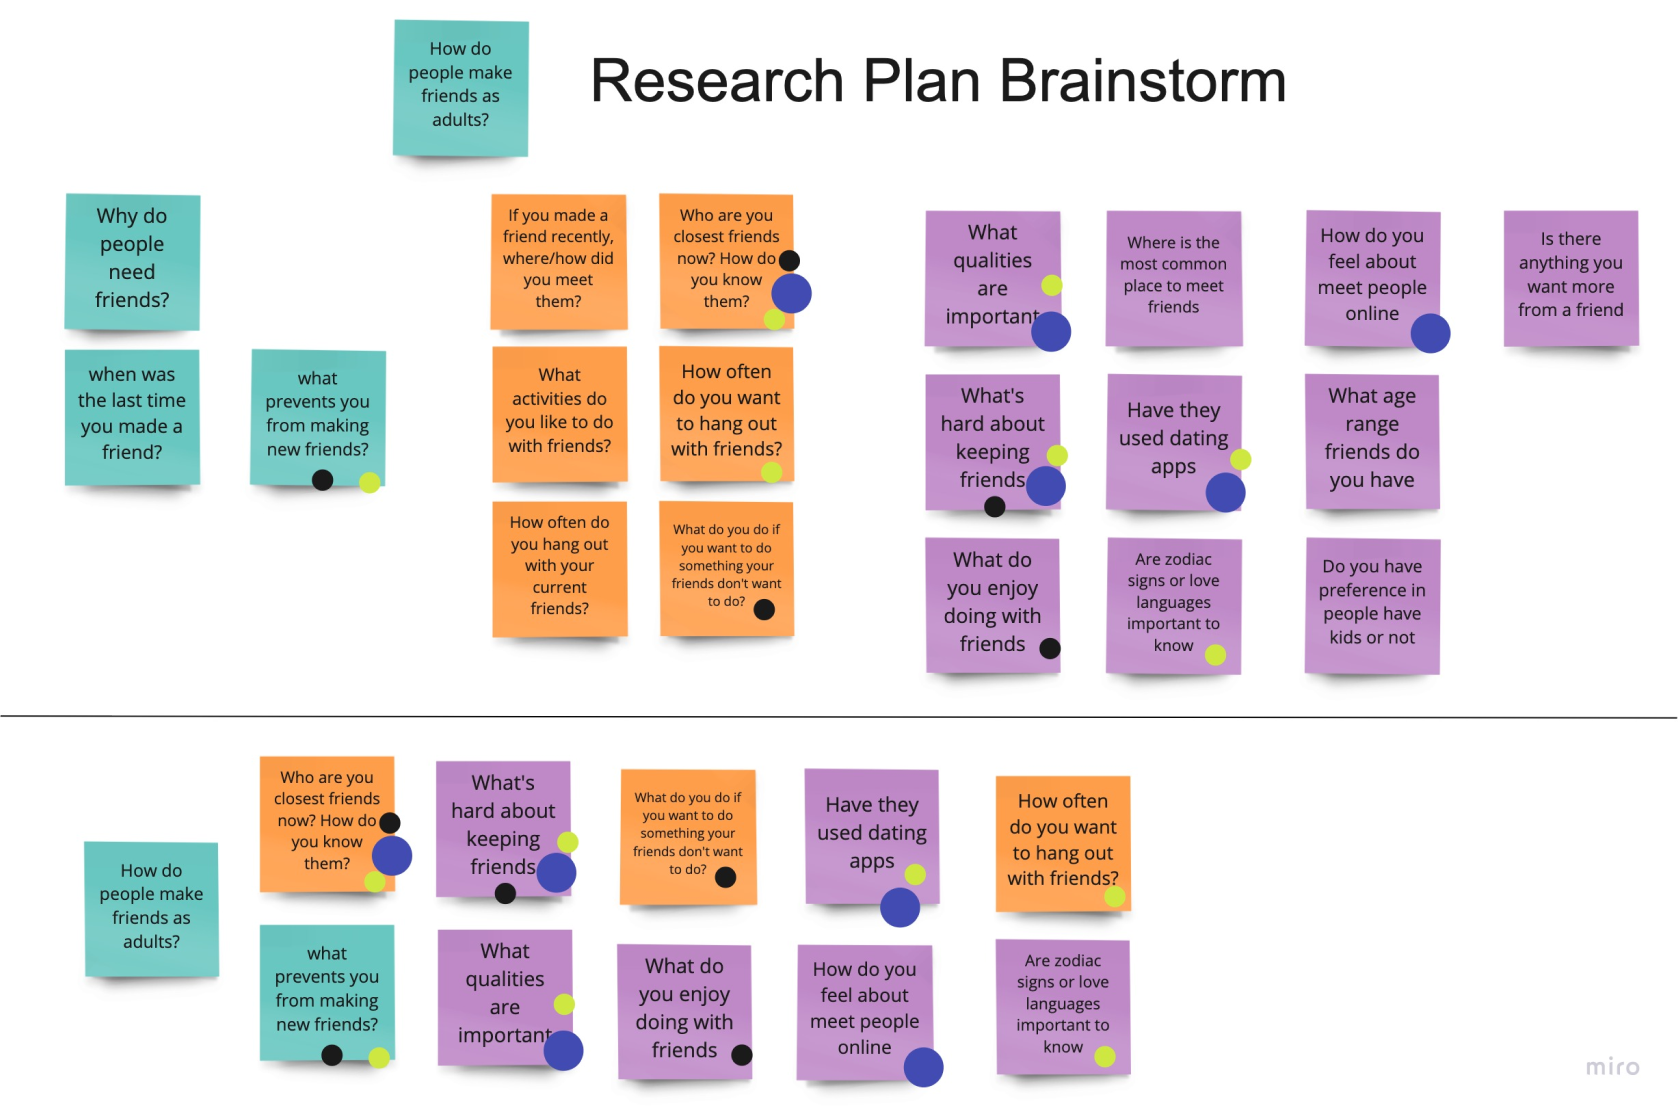 How do
people make
friends as
adults?
Research Plan Brainstorm
Why do
people
need
friends?
when was
the last time
you made a
friend?
what
prevents you
from making
new friends?
If you made a
friend recently,
where/how did
you meet
them?
Who are you
closest friends
now? How do
you know
them?
What
activities do
you like to do
with friends?
How often
do you want
to hang out
with friends?
How often do
you hang out
with your
current
friends?
What do you do if
you want to do
something your
friends don't want
to do?
What
qualities
are
important
Where is the
most common
place to meet
friends
How do you
feel about
meet people
online
Is there
anything you
want more
from a friend
What's
hard about
keeping
friends
Have they
used dating
apps
What age
range
friends do
you have
What do
you enjoy
doing with
friends
Are zodiac
signs or love
languages
important to
know
Do you have
preference in
people have
kids or not
How do
people make
friends as
adults?
Who are you
closest friends
now? How do
you know
them?
What's
hard about
keeping
friends
What do you do if
you want to do
something your
friends don't want
to do?
Have they
used dating
apps
How often
do you want
to hang out
with friends?
what
prevents you
from making
new friends?
What
qualities
are
important
What do
you enjoy
doing with
friends
How do you
feel about
meet people
online
Are zodiac
signs or love
languages
important to
know
miro